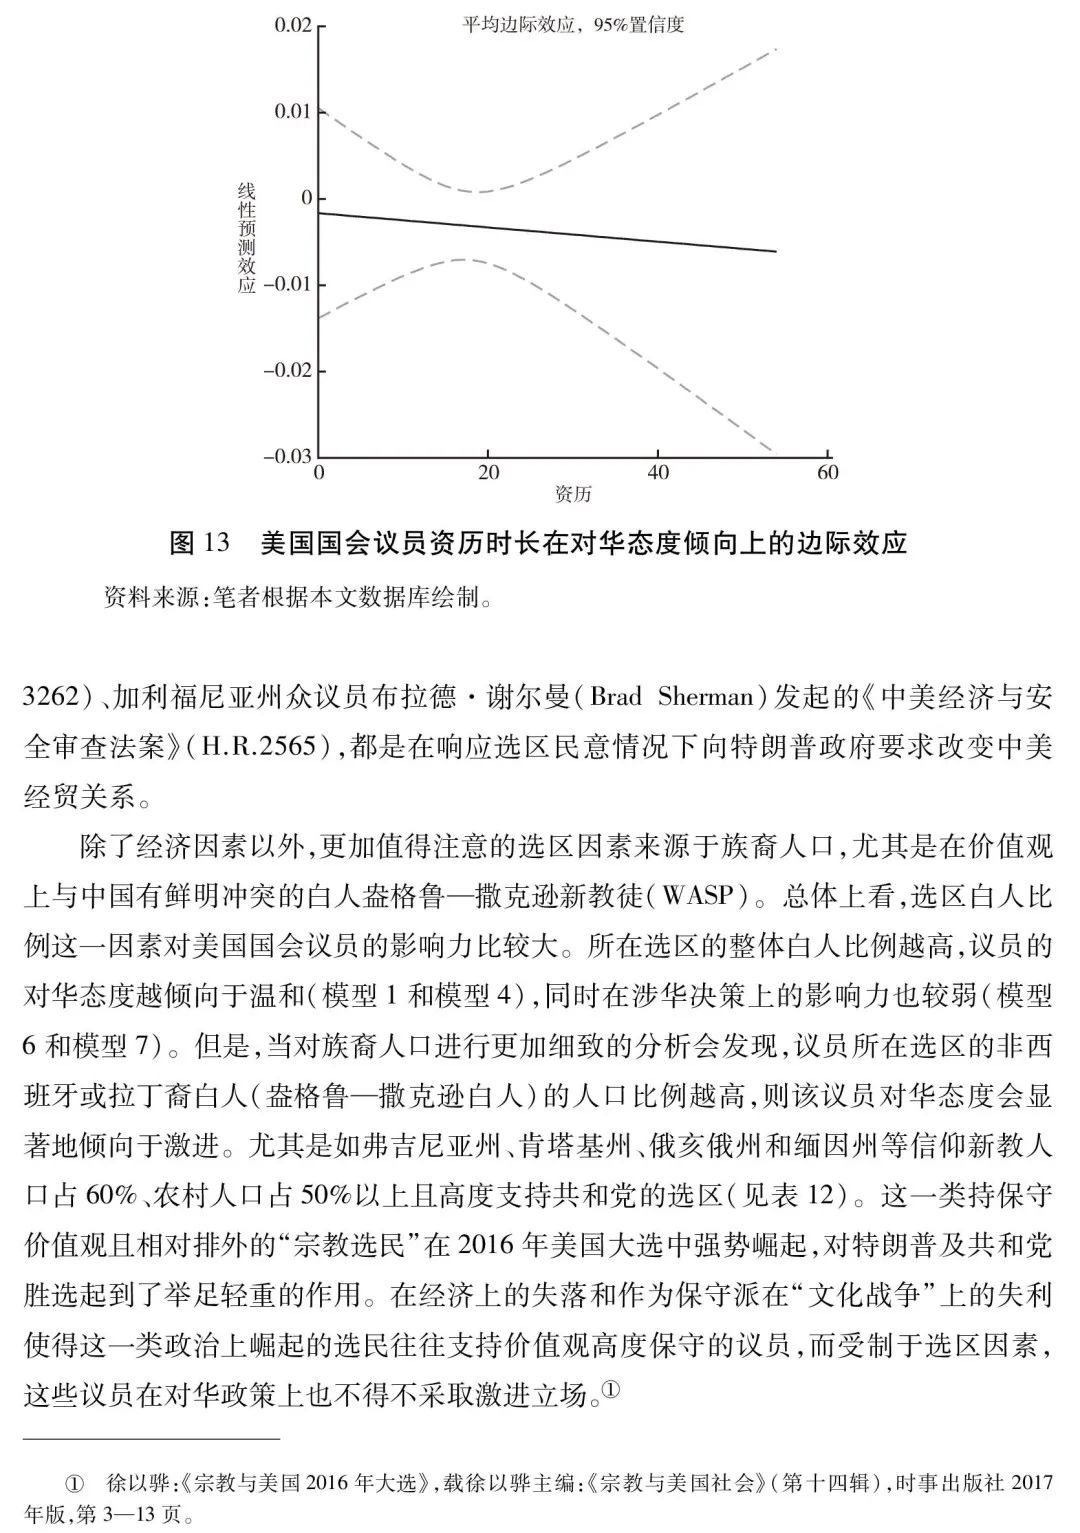 0.02
平均边际效应，95%置信度
0.01
0
线性预测效应
-0.01
-0.02
-0.03
0
20
40
60
资历
图 13 美国国会议员资历时长在对华态度倾向上的边际效应
资料来源：笔者根据本文数据库绘制。
3262）、加利福尼亚州众议员布拉德·谢尔曼（Brad Sherman）发起的《中美经济与安
全审查法案》（H.R.2565），都是在响应选区民意情况下向特朗普政府要求改变中美
经贸关系。
除了经济因素以外，更加值得注意的选区因素来源于族裔人口，尤其是在价值观
上与中国有鲜明冲突的白人盎格鲁—撒克逊新教徒（WASP）。总体上看，选区白人比
例这一因素对美国国会议员的影响力比较大。所在选区的整体白人比例越高，议员的
对华态度越倾向于温和（模型 1 和模型 4），同时在涉华决策上的影响力也较弱（模型
6 和模型 7）。但是，当对族裔人口进行更加细致的分析会发现，议员所在选区的非西
班牙或拉丁裔白人（盎格鲁—撒克逊白人）的人口比例越高，则该议员对华态度会显
著地倾向于激进。尤其是如弗吉尼亚州、肯塔基州、俄亥俄州和缅因州等信仰新教人
口占 60%、农村人口占 50%以上且高度支持共和党的选区（见表 12）。这一类持保守
价值观且相对排外的“宗教选民”在 2016 年美国大选中强势崛起，对特朗普及共和党
胜选起到了举足轻重的作用。在经济上的失落和作为保守派在“文化战争”上的失利
使得这一类政治上崛起的选民往往支持价值观高度保守的议员，而受制于选区因素，
这些议员在对华政策上也不得不采取激进立场。①
① 徐以骅：《宗教与美国 2016 年大选》，载徐以骅主编：《宗教与美国社会》（第十四辑），时事出版社 2017
年版，第 3—13 页。